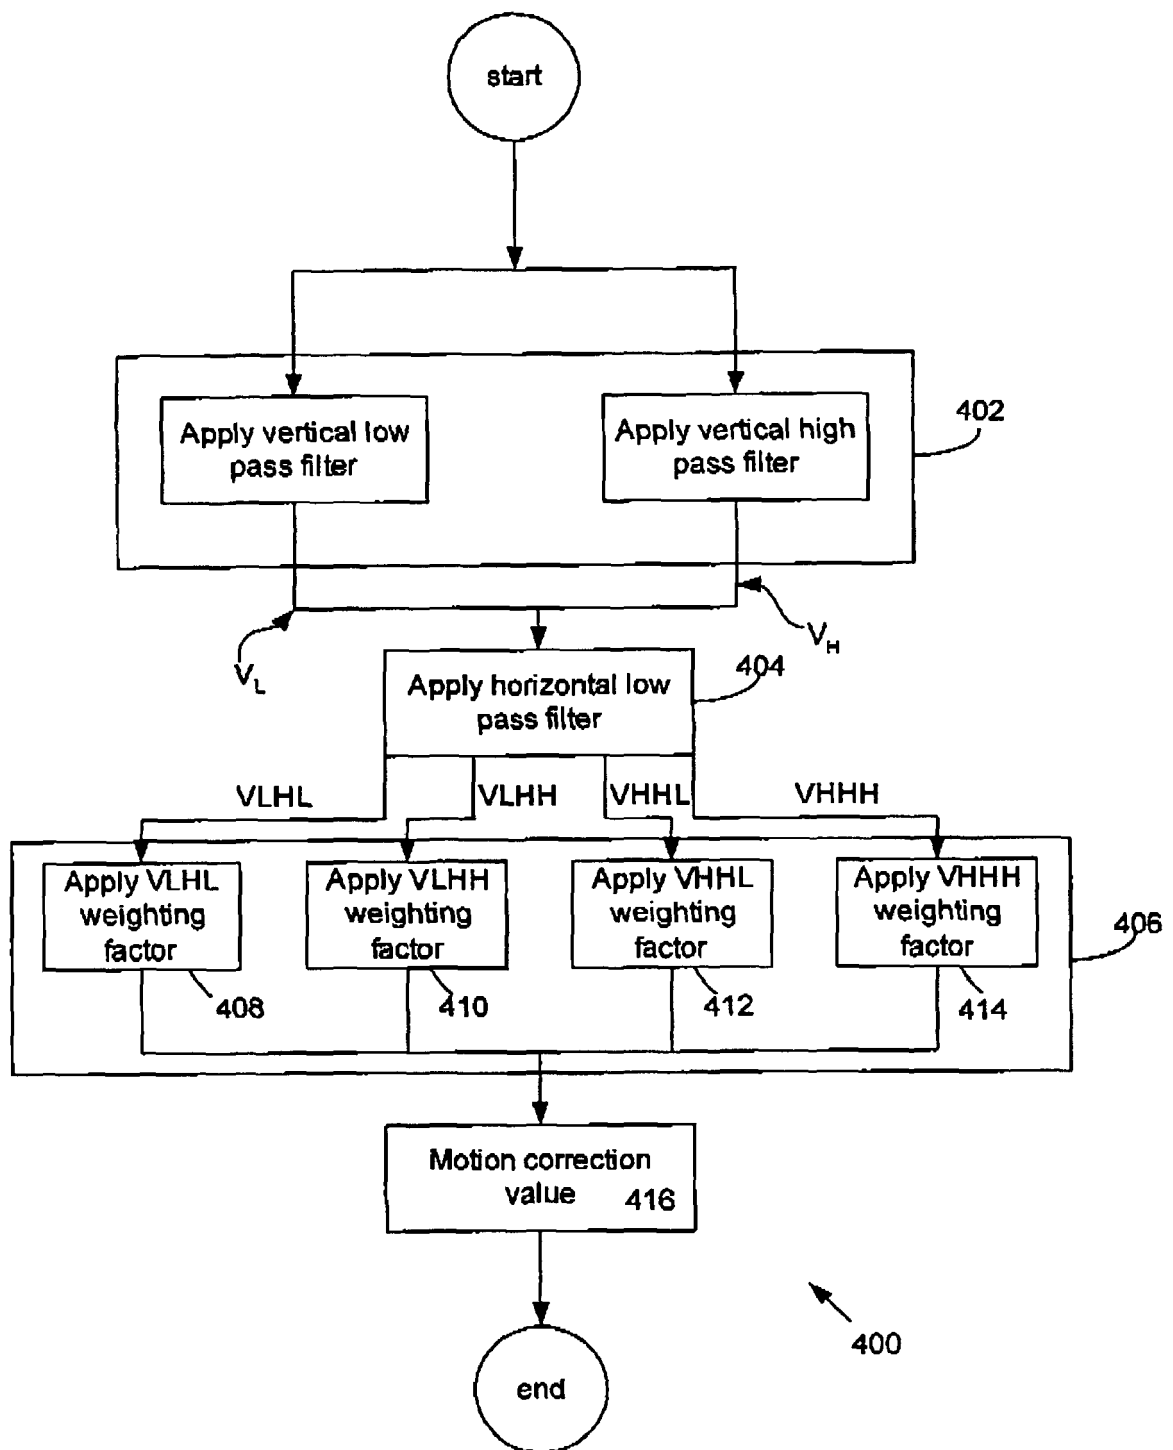 start
Apply vertical low
pass filter
Apply vertical high
pass filter
402
VL
VH
404
Apply horizontal low
pass filter
VLHL
VLHH
VHHL
VHHH
Apply VLHL
weighting
factor
Apply VLHH
weighting
factor
Apply VHHL
weighting
factor
Apply VHHH
weighting
factor
406
408
410
412
414
Motion correction
value
416
400
end